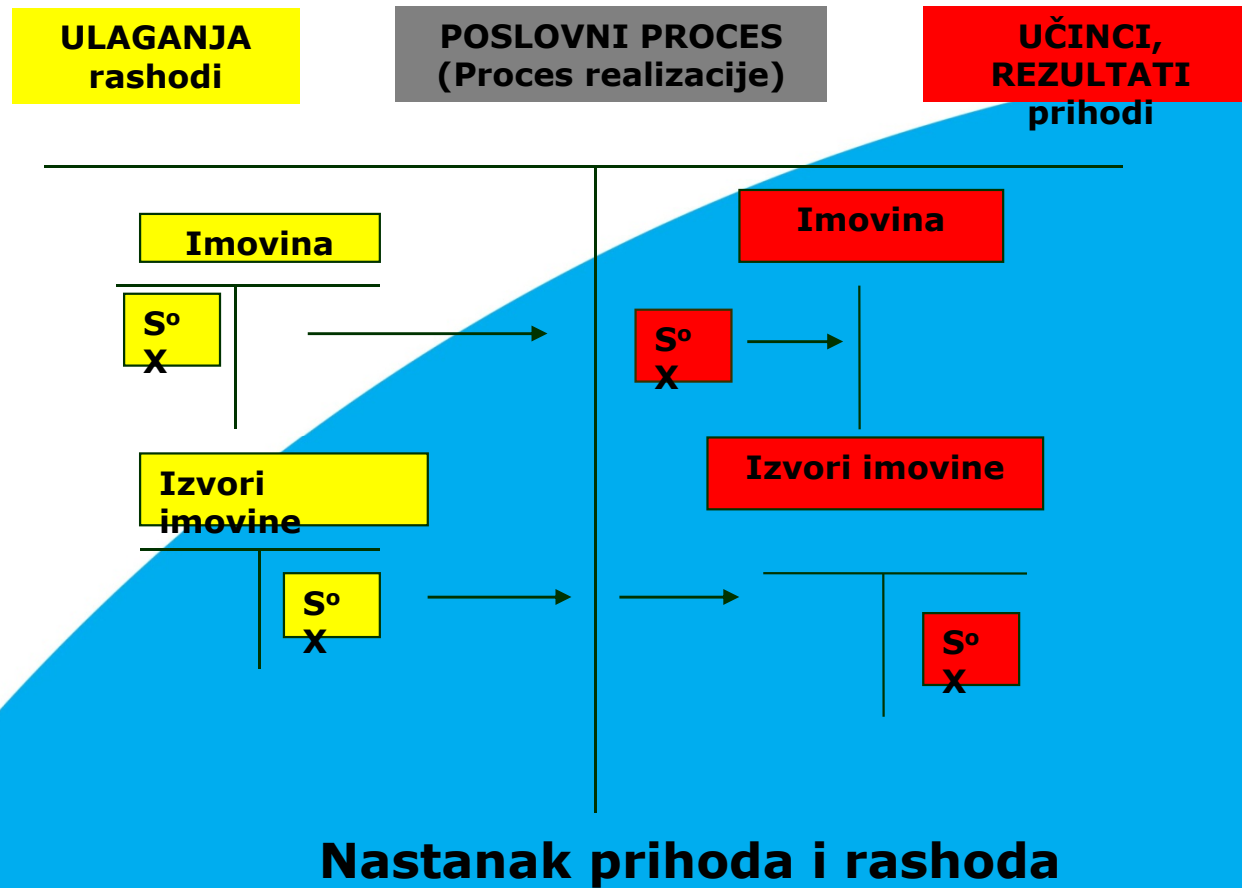 ULAGANJA
rashodi
POSLOVNI PROCES
(Proces realizacije)
UČINCI,
REZULTATI
prihodi
Imovina
Imovina
Sº
X
Sº
X
Izvori
imovine
Izvori imovine
Sº
X
Sº
X
Nastanak prihoda i rashoda